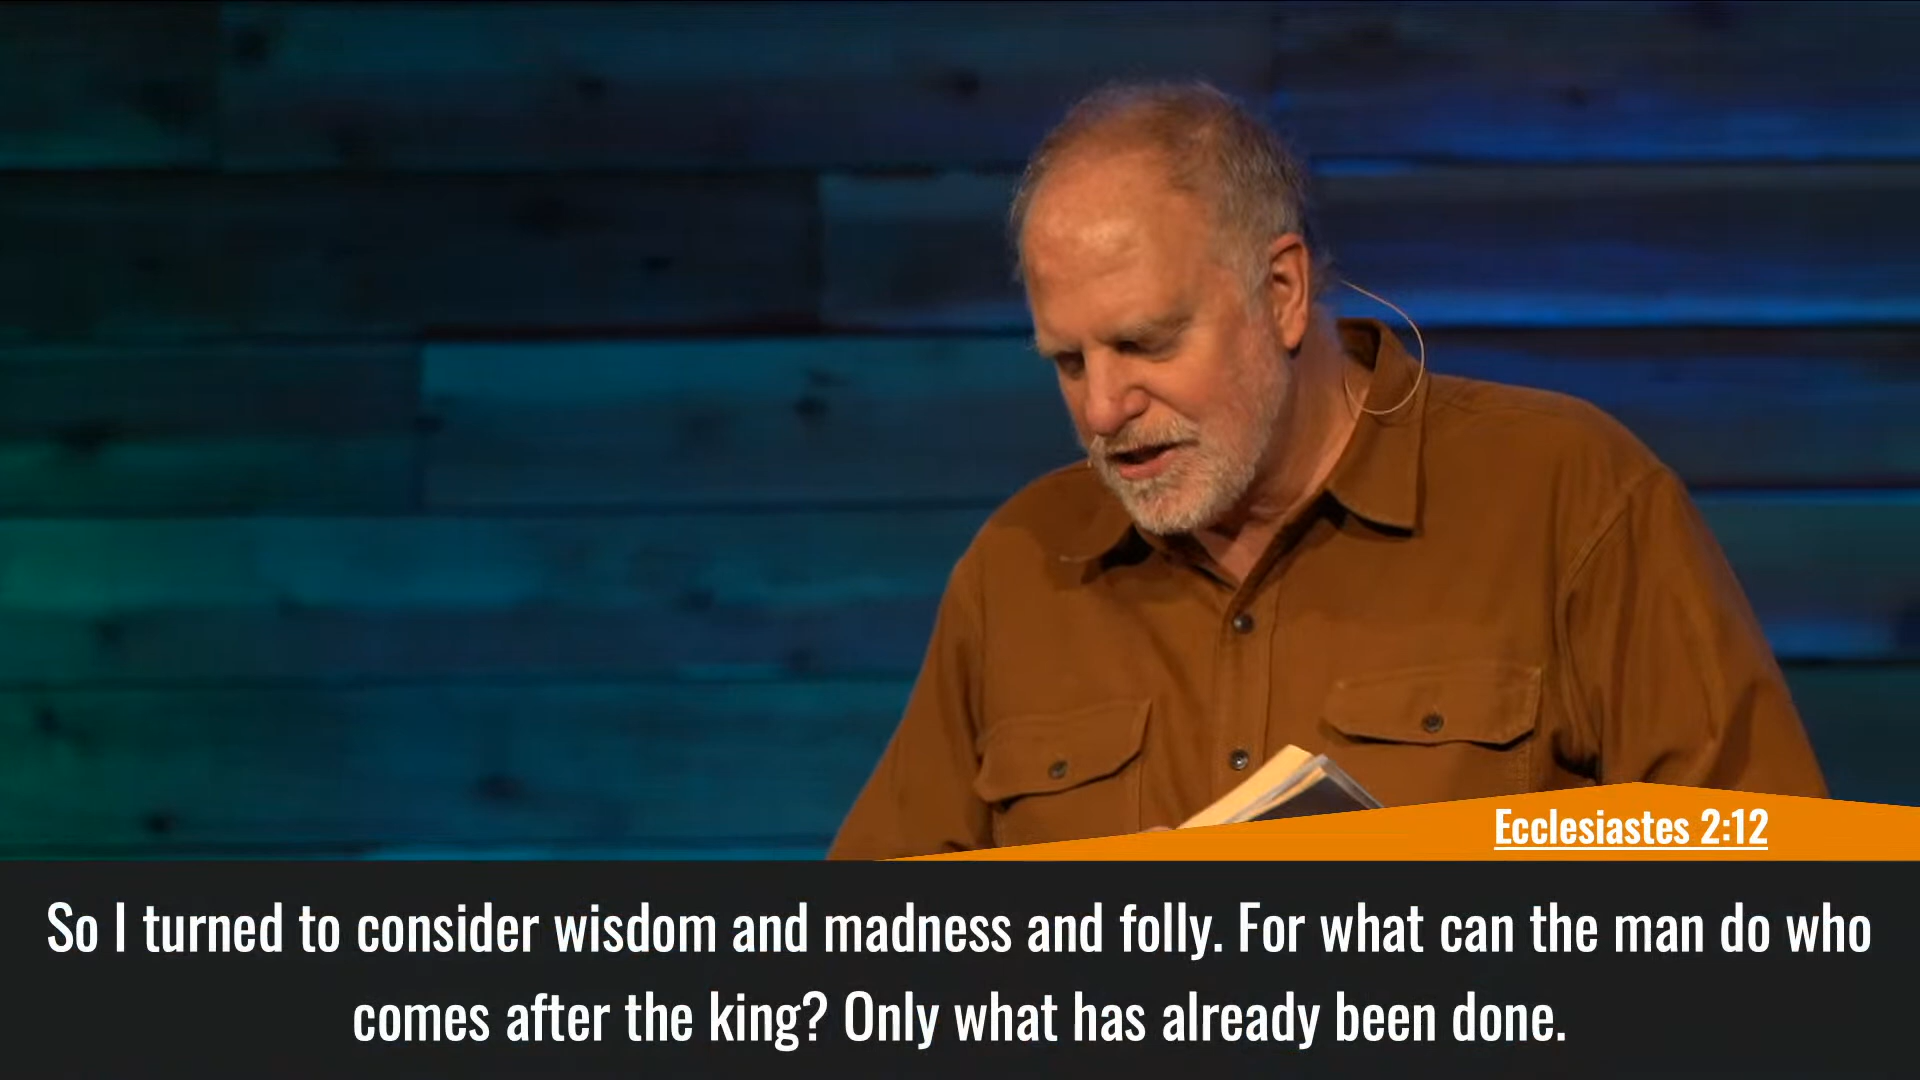 Ecclesiastes 2:12
So I turned to consider wisdom and madness and folly. For what can the man do who
comes after the king? Only what has already been done.